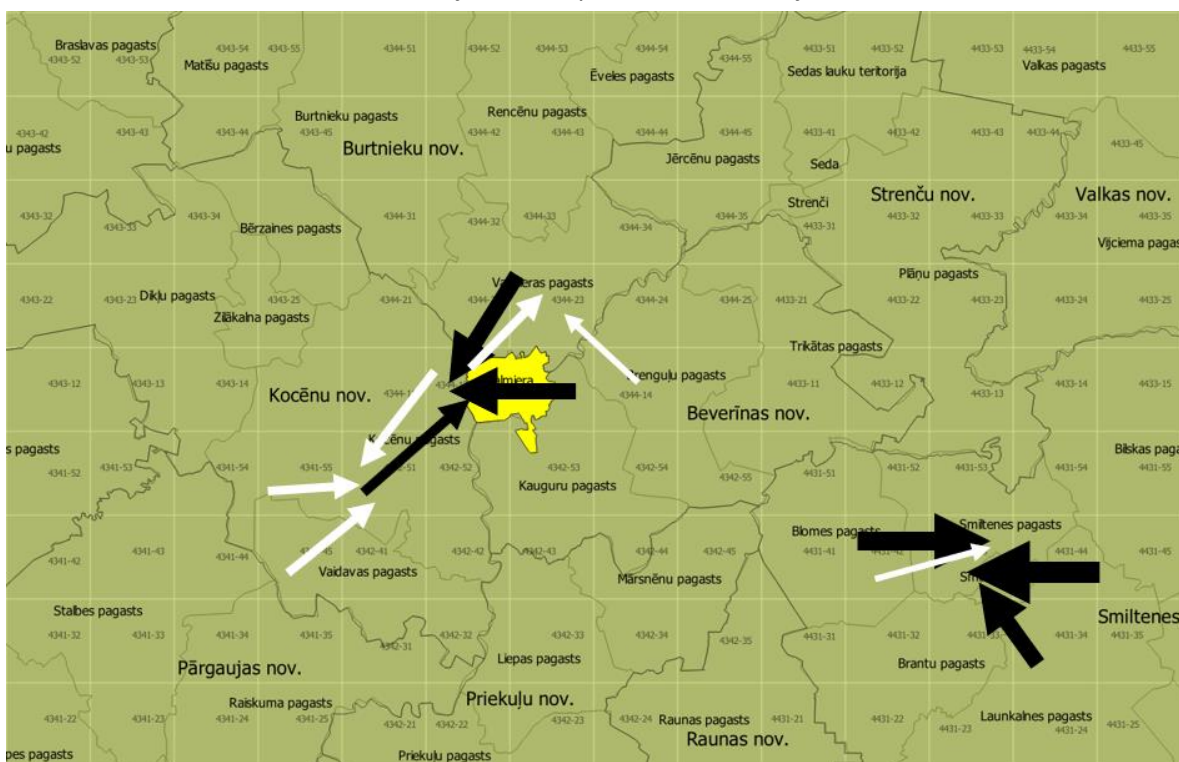 Braslavas pagasts
4343-52
4343-53
4343-54
4343-55
Matīšu pagasts
4344-51
4344-52
4344-53
4344-54
Ēveles pagasts
4344-55
4433-51
4433-52
Sedas lauku teritorija
4433-53
4433-54
Valkas pagasts
4433-55
4343-42
u pagasts
4343-43
4343-44
Burtnieku pagasts
4343-45
Burtnieku nov.
Rencēnu pagasts
4344-42
4344-43
4344-44
4344-45
Jērcēnu pagasts
4433-41
Seda
4433-42
4433-43
4433-44
4433-45
4343-32
4343-33
4343-34
Bērzaines pagasts
4344-31
4344-32
4344-33
4344-34
4344-35
Strenči
4433-31
Strenču nov.
4433-32
4433-33
Valkas nov.
4433-34
4433-35
Vijciema pagas
4343-22
4343-23
Dikļu pagasts
Zilākalna pagasts
4343-25
4344-21
4344-23
4344-24
4344-25
4433-21
4433-22
Plāņu pagasts
4433-23
4433-24
4433-25
4343-12
4343-13
4343-14
Kocēnu nov.
4344-14
Beverīnas nov.
Trikātas pagasts
4433-11
4433-12
4433-13
4433-14
4433-15
s pagasts
4341-52
4341-53
4341-54
4341-55
4342-52
4342-53
Kauguru pagasts
4342-54
4342-55
4431-51
4431-52
4431-53
4431-54
Bilskas paga
4431-55
4341-42
4341-43
4341-44
4342-41
Vaidavas pagasts
4342-42
4342-43
4342-44
Mārsnēnu pagasts
4342-45
Blomes pagasts
4431-41
Smiltenes pagasts
4431-44
4431-45
Stalbes pagasts
4341-32
4341-33
4341-34
4341-35
4342-31
4342-32
4342-33
Liepas pagasts
4342-34
4342-35
4431-31
4431-32
Brantu pagasts
4431-34
4431-35
Smiltenes
Pārgaujas nov.
Priekuļu nov.
Raunas nov.
4341-22
pes pagasts
4341-23
4341-24
Raiskuma pagasts
4341-25
4342-21
4342-22
Priekuļu pagasts
4342-23
4342-24
Raunas pagasts
4431-21
4431-22
4431-23
Launkalnes pagasts
4431-24
4431-25